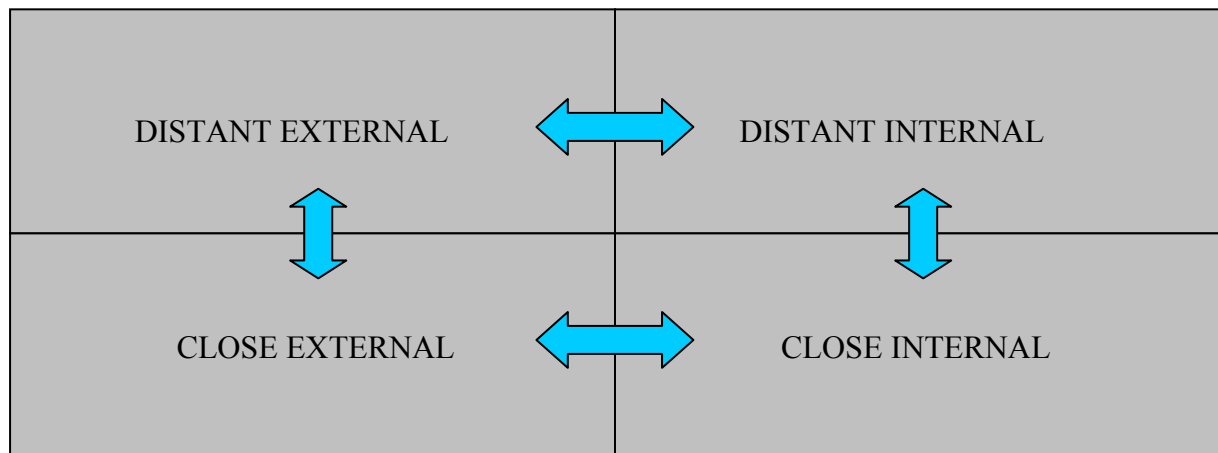 DISTANT EXTERNAL
DISTANT INTERNAL
CLOSE EXTERNAL
CLOSE INTERNAL